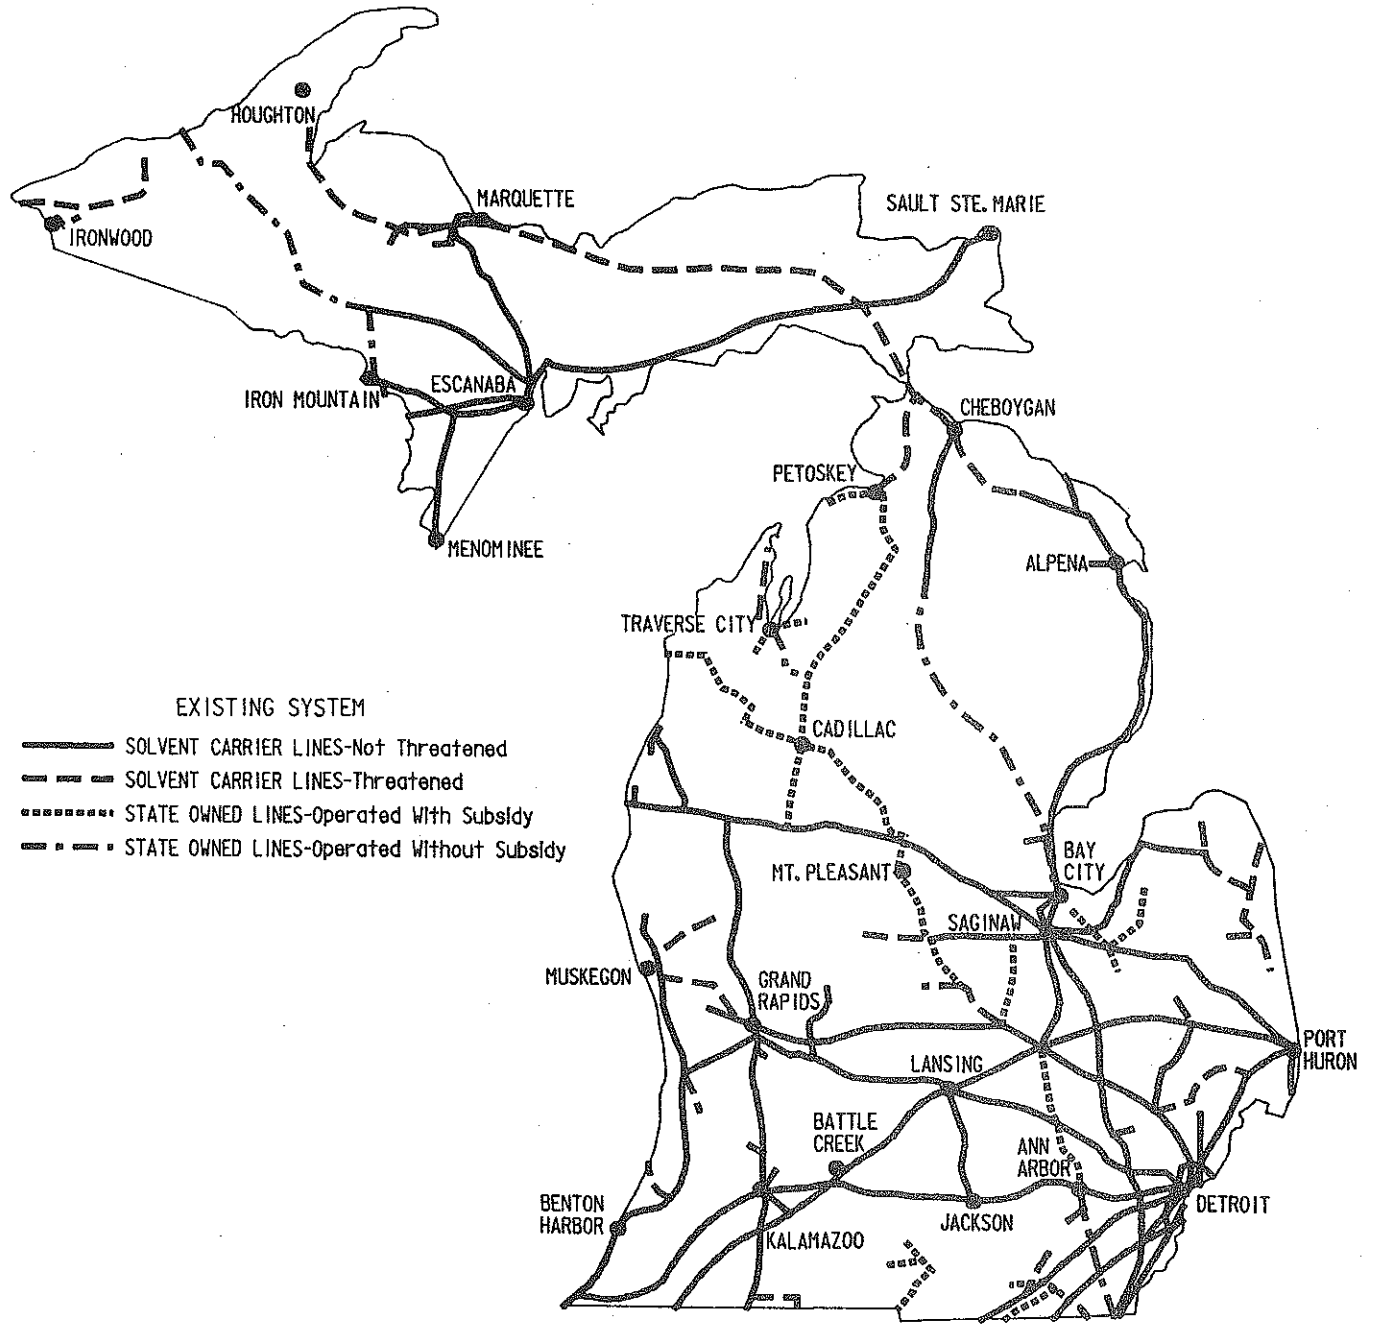 HOUGHTON
MARQUETTE
SAULT STE. MARIE
IRONWOOD
ESCANABA
IRON MOUNTAIN
CHEBOYGAN
PETOSKEY
MENOMINEE
ALPENA
TRAVERSE CITY
EXISTING SYSTEM
SOLVENT CARRIER LINES-Not Threatened
SOLVENT CARRIER LINES-Threatened
STATE OWNED LINES-Operated With Subsidy
STATE OWNED LINES-Operated Without Subsidy
CADILLAC
BAY
CITY
MT. PLEASANT
SAGINAW
MUSKEGON
GRAND
RAPIDS
PORT
HURON
LANSING
BATTLE
CREEK
ANN
ARBOR
BENTON
HARBOR
DETROIT
JACKSON
KALAMAZOO